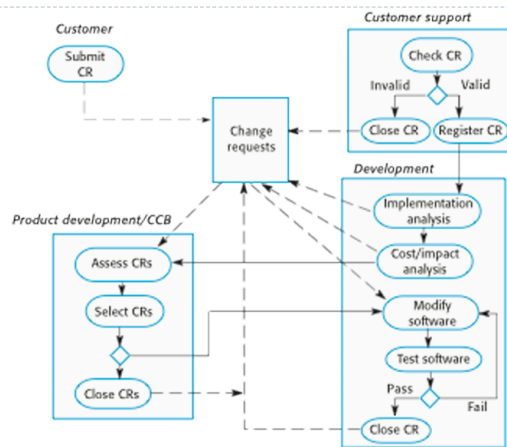 Customer
Submit
CR
Customer support
Check CR
Invalid
Valid
Close CR
Register CR
Change
requests
Development
Implementation
analysis
Cost/impact
analysis
Product development/CCB
Assess CRs
Select CRs
Close CRs
Modify
software
Test software
Pass
Fail
Close CR